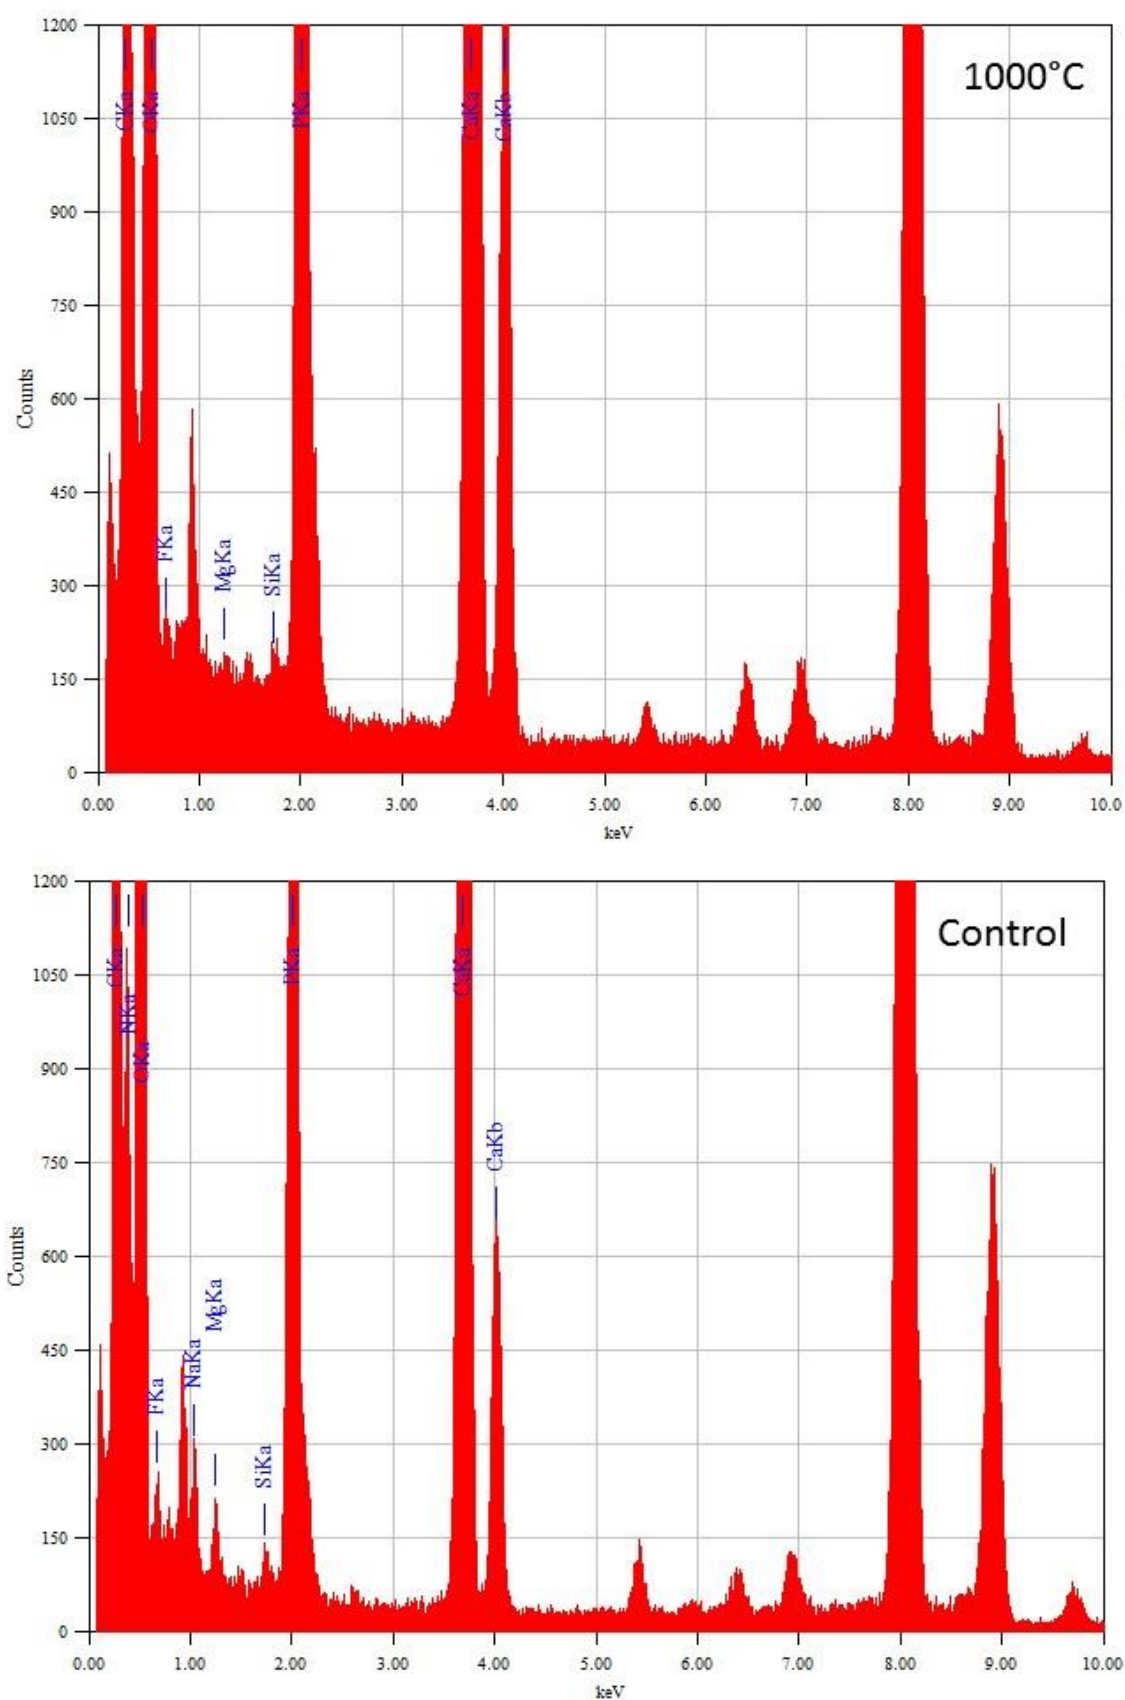 1200
1000°C
1050
CKa
OKa
PKa
CaKa
CaKb
900
750
600
Counts
450
FKa
MgKa
SiKa
300
150
0
0.00 1.00 2.00 3.00 4.00 5.00 6.00 7.00 8.00 9.00 10.0
keV
1200
Control
1050
CKa
NKa
OKa
PKa
CaKa
900
750
CaKb
600
Counts
450
FKa
NaKa
MgKa
SiKa
300
150
0
0.00 1.00 2.00 3.00 4.00 5.00 6.00 7.00 8.00 9.00 10.00
keV